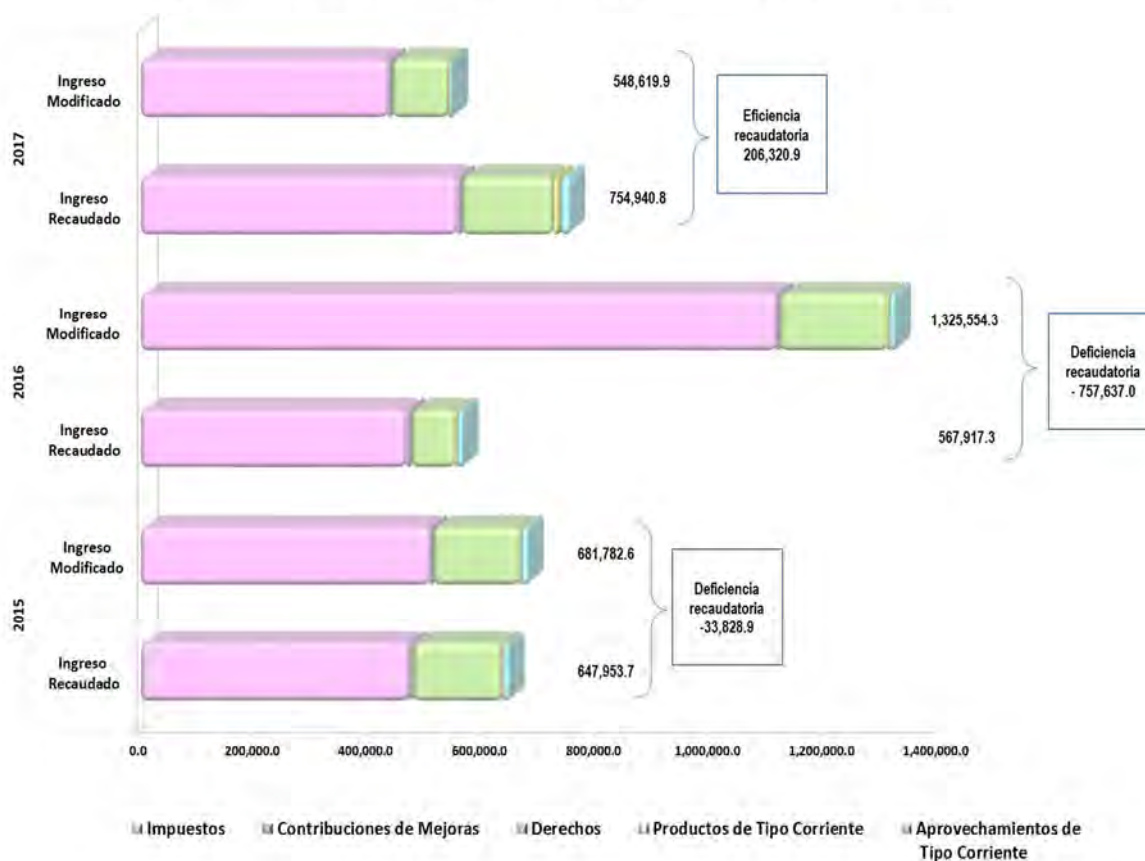 2017
Ingreso
Modificado
548,619.9
Ingreso
Recaudado
754,940.8
Eficiencia
recaudatoria
206,320.9
2016
Ingreso
Modificado
1,325,554.3
Ingreso
Recaudado
567,917.3
Deficiencia
recaudatoria
- 757,637.0
2015
Ingreso
Modificado
681,782.6
Ingreso
Recaudado
647,953.7
Deficiencia
recaudatoria
-33,828.9
0.0 200,000.0 400,000.0 600,000.0 800,000.0 1,000,000.0 1,200,000.0 1,400,000.0
Impuestos Contribuciones de Mejoras Derechos Productos de Tipo Corriente Aprovechamientos de
Tipo Corriente